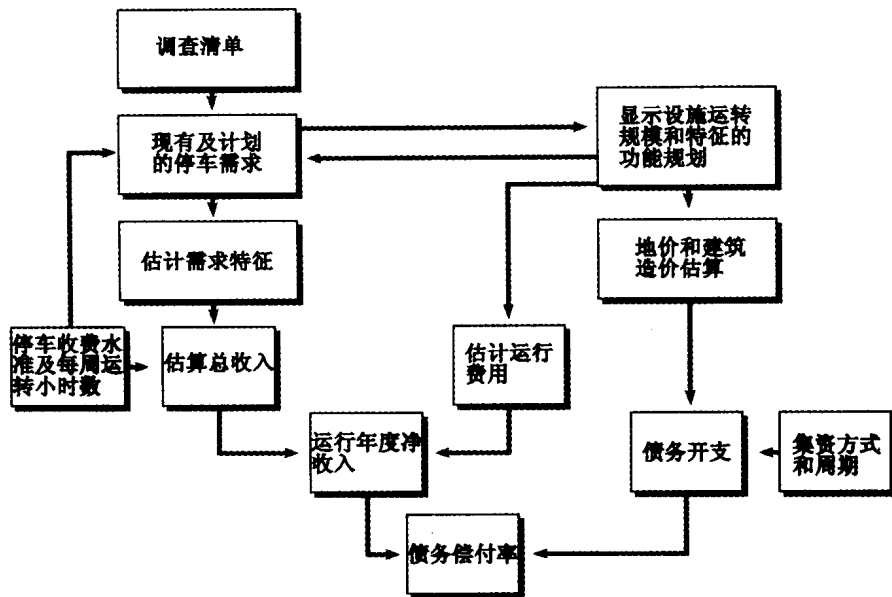 调查清单
现有及计划
的停车需求
显示设施运转
规模和特征的
功能规划
估计需求特征
地价和建筑
造价估算
停车收费水
准及每周运
转小时数
估算总收入
估计运行
费用
运行年度净
收入
债务开支
集资方式
和周期
债务偿付率